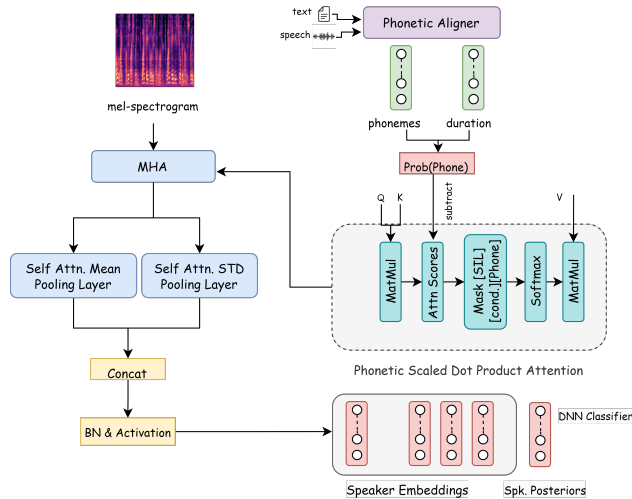 text
speech
Phonetic Aligner
mel-spectrogram
phonemes
duration
Prob(Phone)
MHA
subtract
Q
K
V
Self Attn. Mean
Pooling Layer
Self Attn. STD
Pooling Layer
MatMul
Attn Scores
Mask [SIL]
[cond.][Phone]
Softmax
MatMul
Phonetic Scaled Dot Product Attention
Concat
BN & Activation
DNN Classifier
Speaker Embeddings
Spk. Posteriors